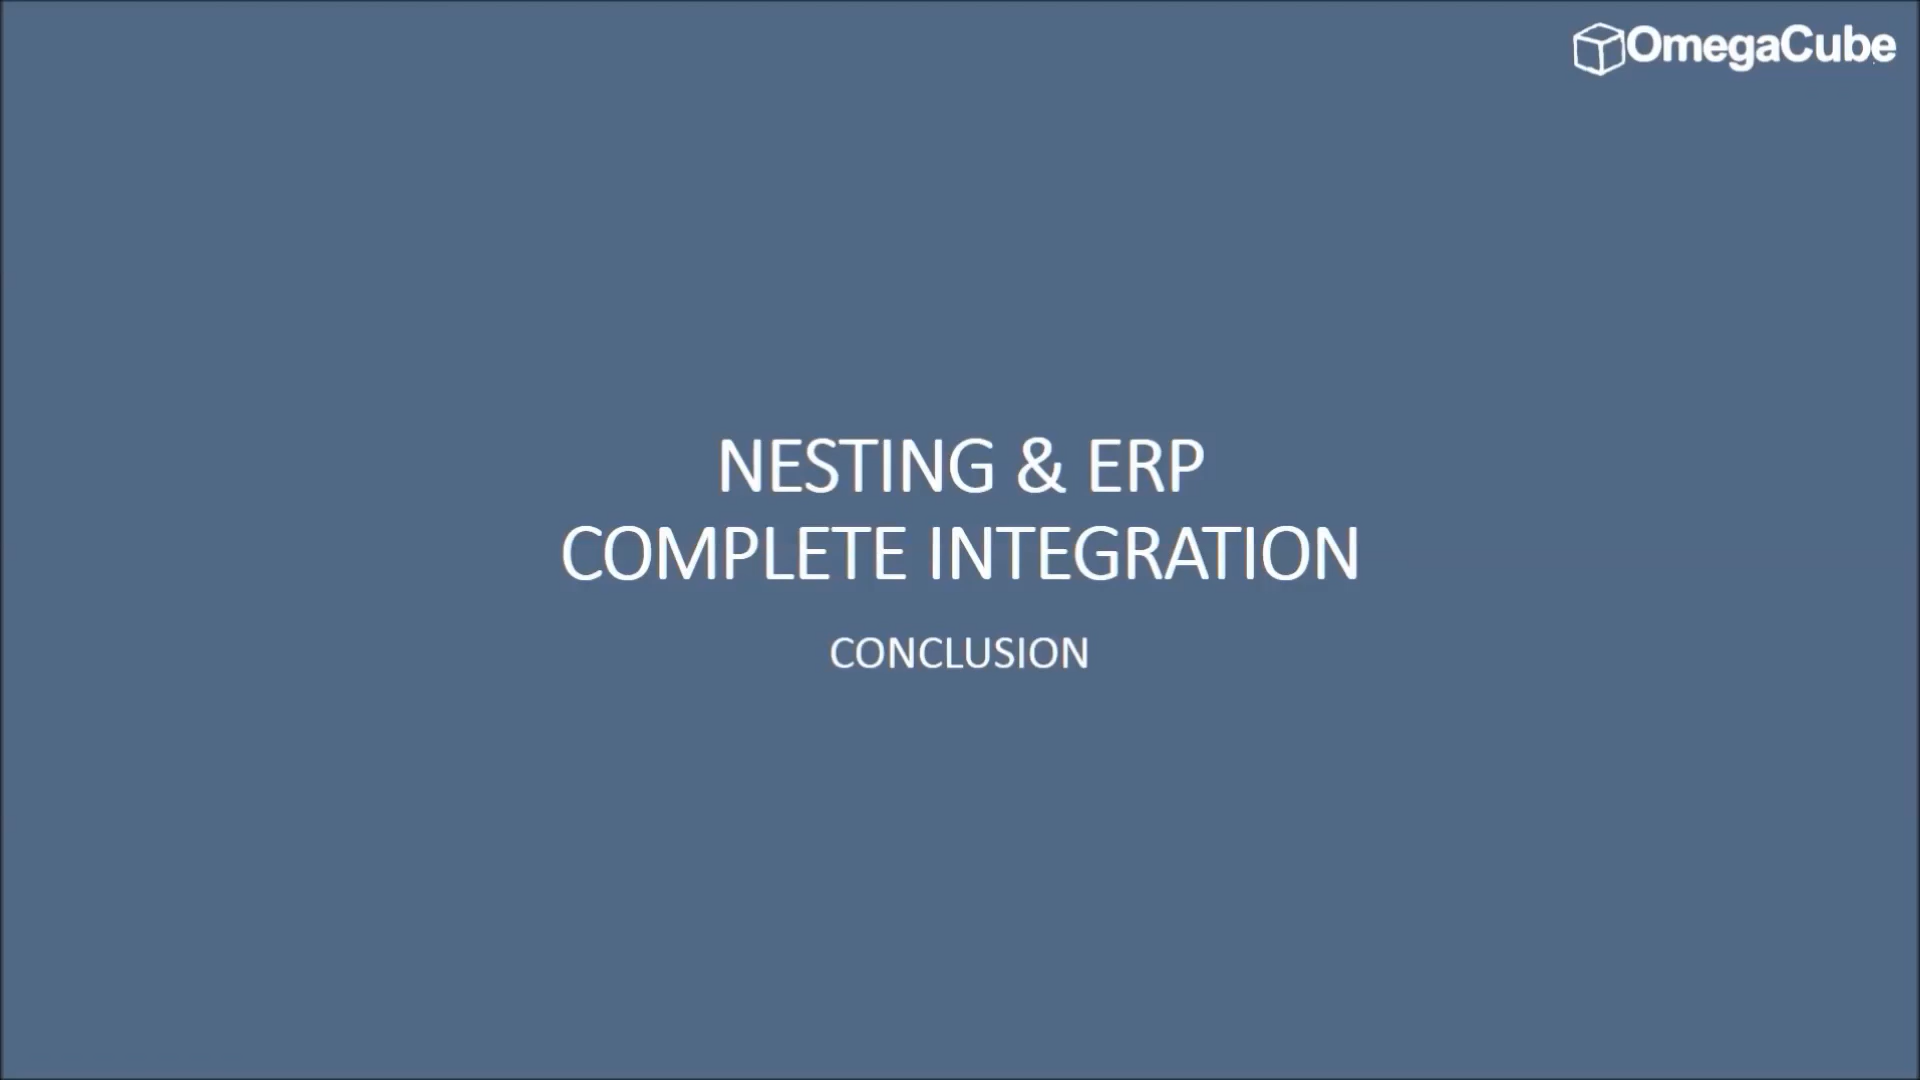 OmegaCube
NESTING & ERP
COMPLETE INTEGRATION
CONCLUSION